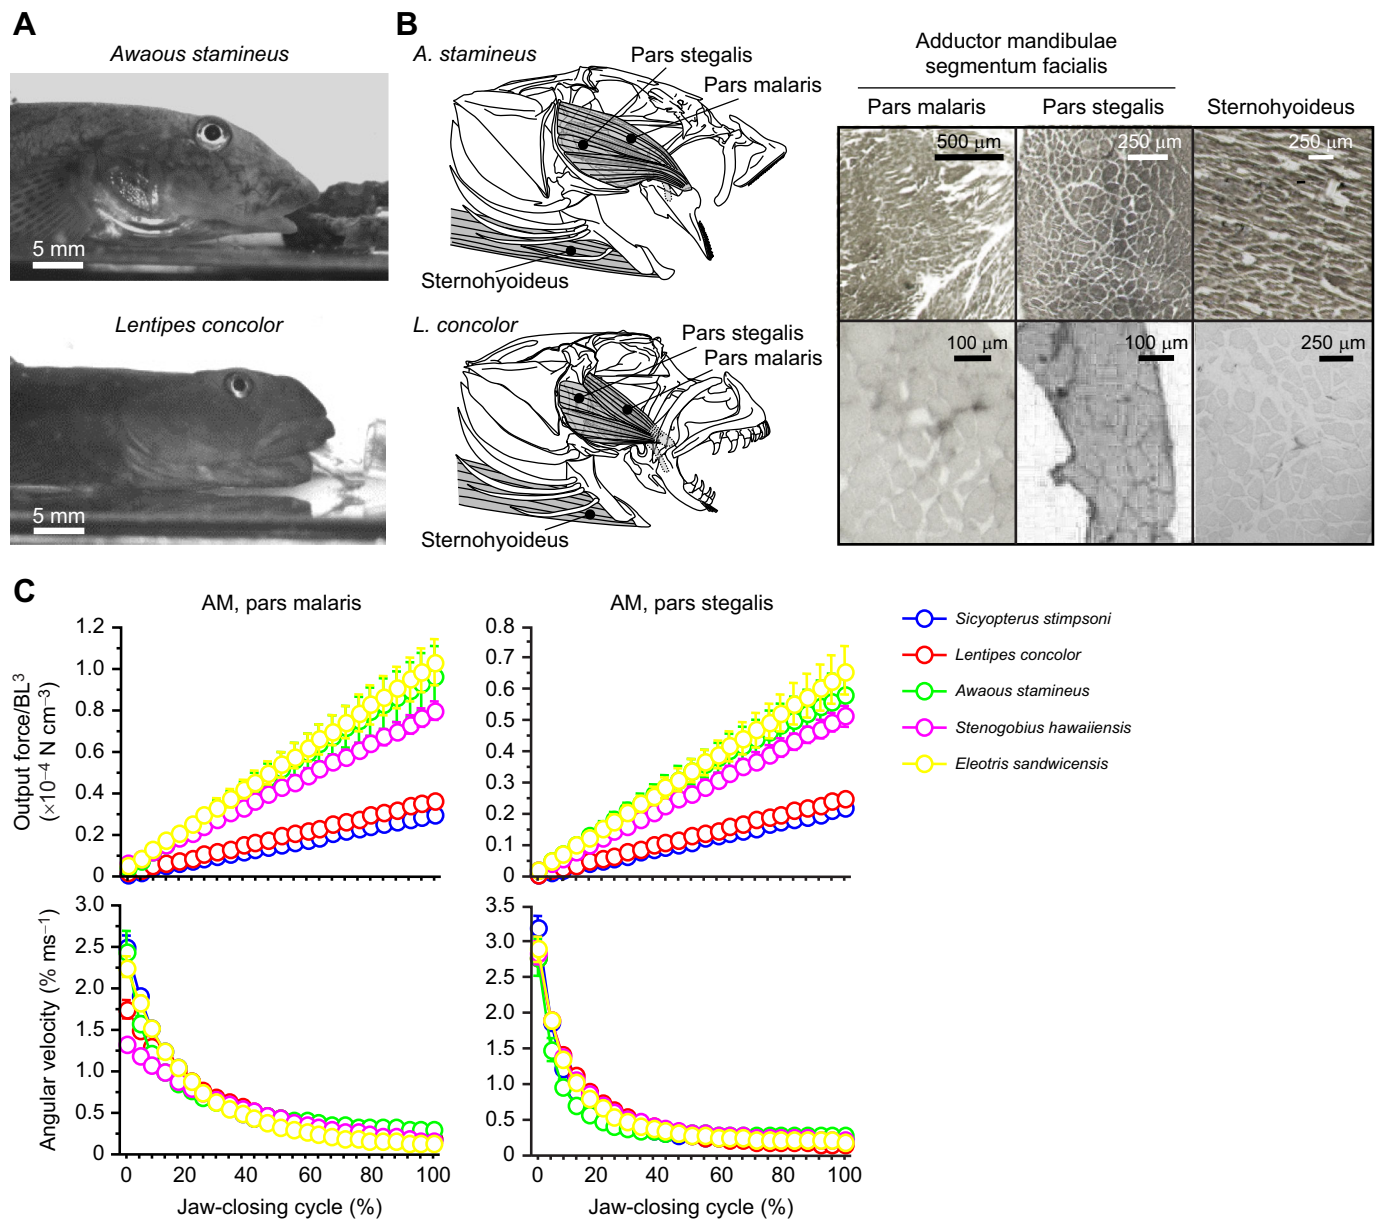 A
Awaous stamineus
5 mm
Lentipes concolor
5 mm
B
A. stamineus
Pars stegalis
Pars malaris
Sternohyoideus
L. concolor
Pars stegalis
Pars malaris
Sternohyoideus
Adductor mandibulae
segmentum facialis
Pars malaris
Pars stegalis
Sternohyoideus
500 μm
250 μm
250 μm
100 μm
100 μm
250 μm
C
AM, pars malaris
Output force/BL³
(×10⁻⁴ N cm⁻³)
1.2
1.0
0.8
0.6
0.4
0.2
0
AM, pars stegalis
0.8
0.7
0.6
0.5
0.4
0.3
0.2
0.1
0
Sicyopterus stimpsoni
Lentipes concolor
Awaous stamineus
Stenogobius hawaiiensis
Eleotris sandwicensis
Angular velocity (% ms⁻¹)
3.0
2.5
2.0
1.5
1.0
0.5
0
0 20 40 60 80 100
Jaw-closing cycle (%)
3.5
3.0
2.5
2.0
1.5
1.0
0.5
0
0 20 40 60 80 100
Jaw-closing cycle (%)